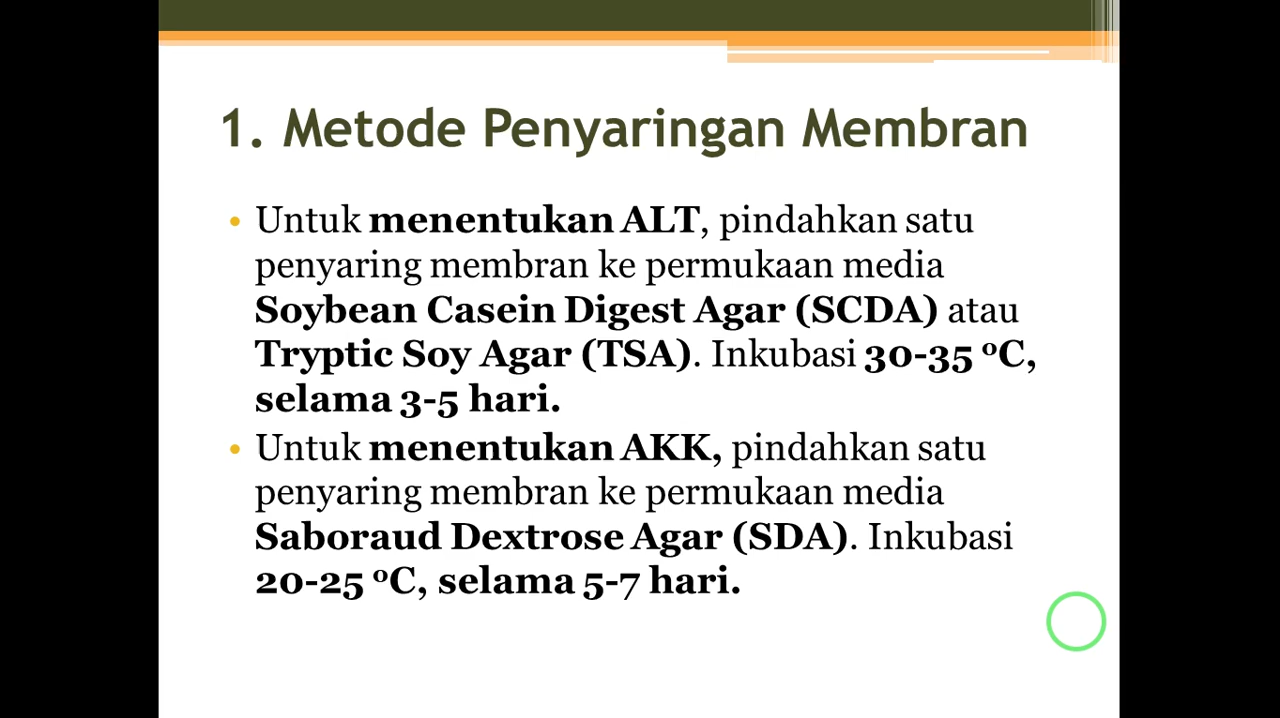 1. Metode Penyaringan Membran
• Untuk menentukan ALT, pindahkan satu
penyaring membran ke permukaan media
Soybean Casein Digest Agar (SCDA) atau
Tryptic Soy Agar (TSA). Inkubasi 30-35 ⁰C,
selama 3-5 hari.
• Untuk menentukan AKK, pindahkan satu
penyaring membran ke permukaan media
Saboraud Dextrose Agar (SDA). Inkubasi
20-25 ⁰C, selama 5-7 hari.